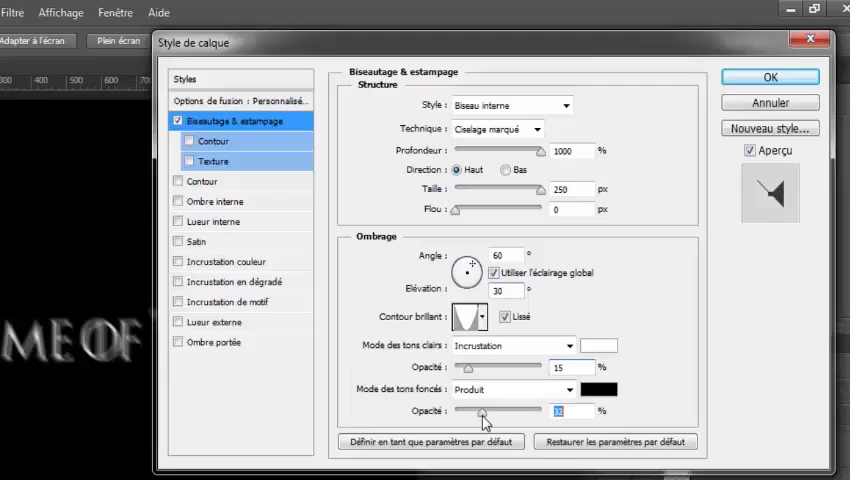 Filtre Affichage Fenêtre Aide
Adapter à l'écran Plein écran
Style de calque
300 400 500 600 700 800
Styles
Options de fusion : Personnalisé...
Biseautage & estampage
Contour
Texture
Contour
Ombre interne
Lueur interne
Satin
Incrustation couleur
Incrustation en dégradé
Incrustation de motif
Lueur externe
Ombre portée
Biseautage & estampage
Structure
Style : Biseau interne
Technique : Ciselage marqué
Profondeur : 1000 %
Direction : Haut Bas
Taille : 250 px
Flou : 0 px
Ombrage
Angle : 60 °
Utiliser l'éclairage global
Elévation : 30 °
Contour brillant : Lissé
Mode des tons clairs : Incrustation
Opacité : 15 %
Mode des tons foncés : Produit
Opacité : %
Définir en tant que paramètres par défaut Restaurer les paramètres par défaut
OK
Annuler
Nouveau style...
Aperçu
ME OF